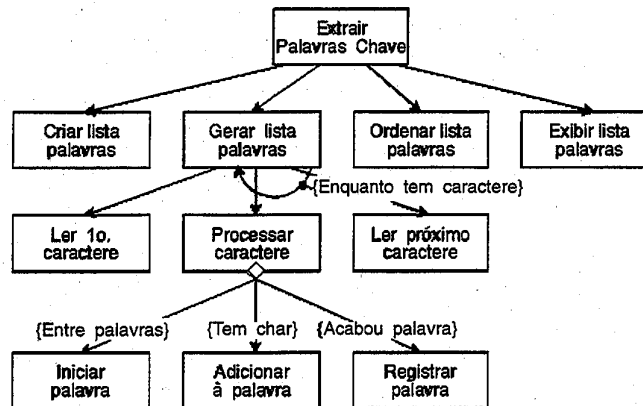 Extrair
Palavras Chave
Criar lista
palavras
Gerar lista
palavras
Ordenar lista
palavras
Exibir lista
palavras
{Enquanto tem caractere}
Ler 1o.
caractere
Processar
caractere
Ler próximo
caractere
{Entre palavras}
{Tem char}
{Acabou palavra}
Iniciar
palavra
Adicionar
à palavra
Registrar
palavra